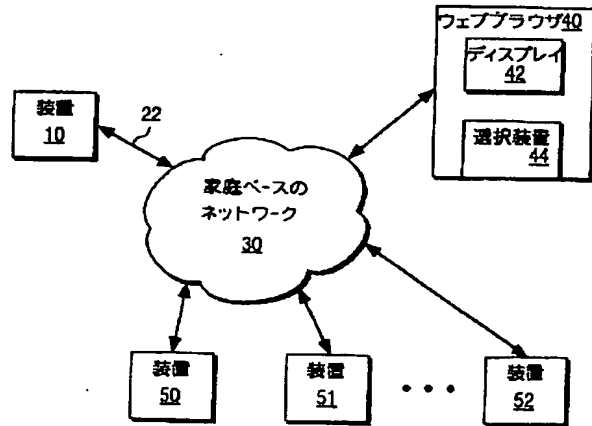 ウェブブラウザ40
ディスプレイ
42
選択装置
44
装置
10
22
家庭ベースの
ネットワーク
30
装置
50
装置
51
装置
52